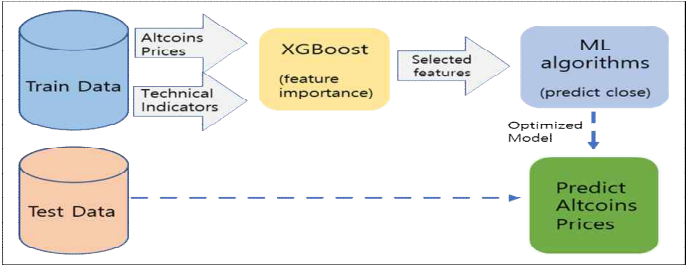 Train Data
Altcoins
Prices
Technical
Indicators
XGBoost
(feature
importance)
Selected
features
ML
algorithms
(predict close)
Optimized
Model
Test Data
Predict
Altcoins
Prices